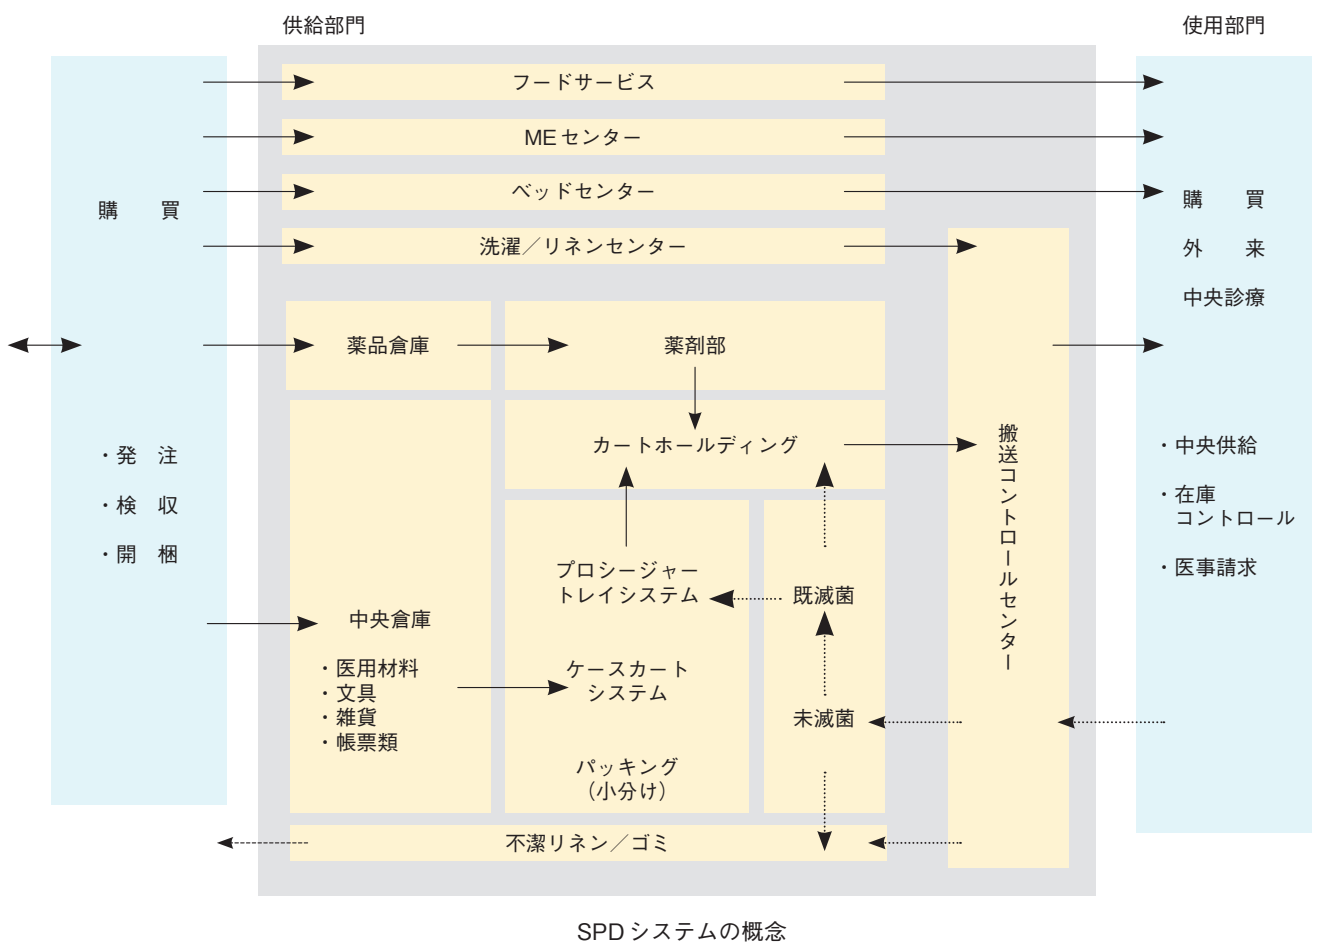 供給部門
使用部門
フードサービス
MEセンター
ベッドセンター
洗濯／リネンセンター
購　買
・発　注
・検　収
・開　梱
薬品倉庫
薬剤部
カートホールディング
プロシージャー
トレイシステム
既滅菌
中央倉庫
・医用材料
・文具
・雑貨
・帳票類
ケースカート
システム
未滅菌
パッキング
（小分け）
不潔リネン／ゴミ
搬送コントロールセンター
購　買
外　来
中央診療
・中央供給
・在庫
コントロール
・医事請求
SPDシステムの概念